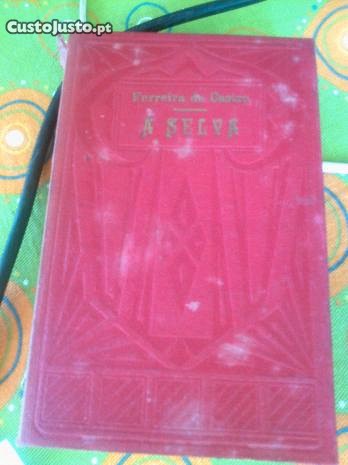 CustoJusto.pt
Ferreira de Castro
A SELVA